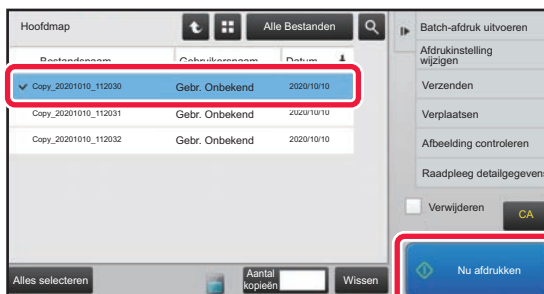 Hoofdmap
Alle Bestanden
Bestandsnaam Gebruikersnaam Datum
Copy_20201010_112030 Gebr. Onbekend 2020/10/10
Copy_20201010_112031 Gebr. Onbekend 2020/10/10
Copy_20201010_112032 Gebr. Onbekend 2020/10/10
Alles selecteren
Aantal
kopieën
Wissen
Batch-afdruk uitvoeren
Afdrukinstelling
wijzigen
Verzenden
Verplaatsen
Afbeelding controleren
Raadpleeg detailgegevens
Verwijderen
CA
Nu afdrukken